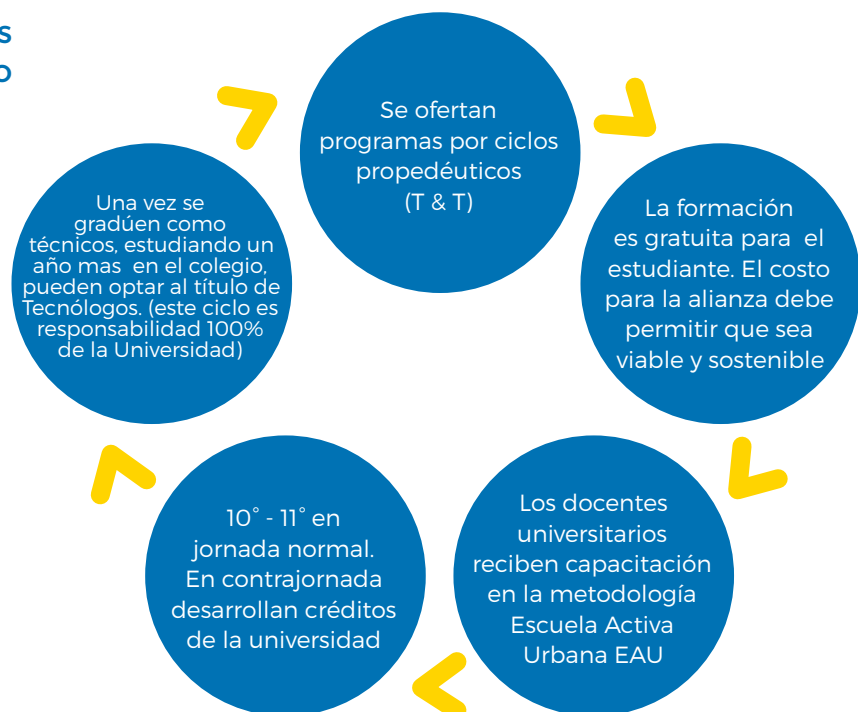 S
O
Se ofertan
programas por ciclos
propedéuticos
(T & T)
La formación
es gratuita para el
estudiante. El costo
para la alianza debe
permitir que sea
viable y sostenible
Los docentes
universitarios
reciben capacitación
en la metodología
Escuela Activa
Urbana EAU
10° - 11° en
jornada normal.
En contrajornada
desarrollan créditos
de la universidad
Una vez se
gradúen como
técnicos, estudiando un
año mas en el colegio,
pueden optar al título de
Tecnólogos. (este ciclo es
responsabilidad 100%
de la Universidad)